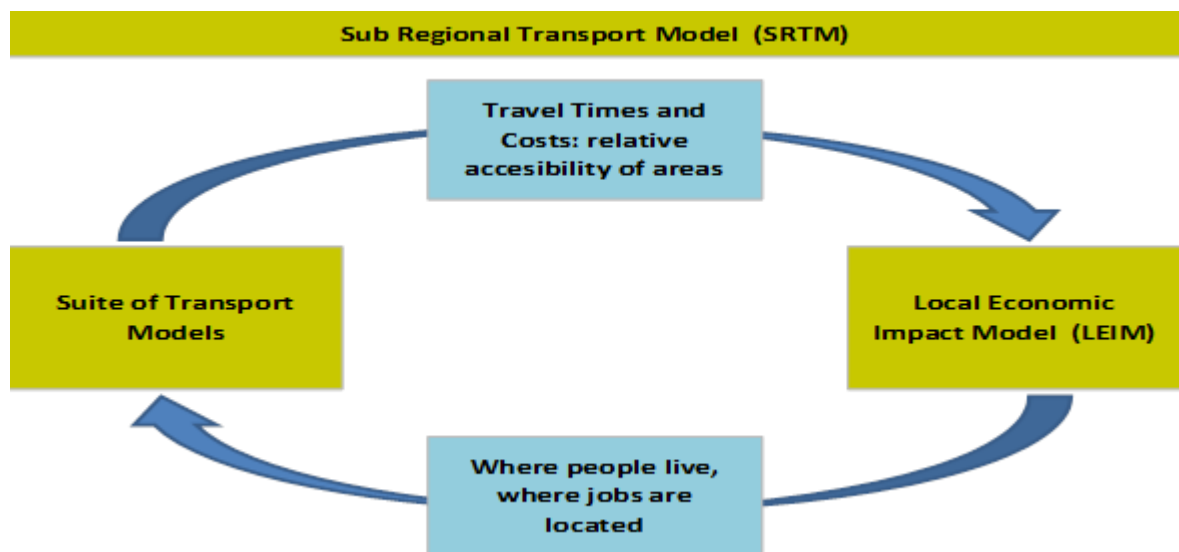 Sub Regional Transport Model (SRTM)
Travel Times and
Costs: relative
accesibility of areas
Suite of Transport
Models
Local Economic
Impact Model (LEIM)
Where people live,
where jobs are
located